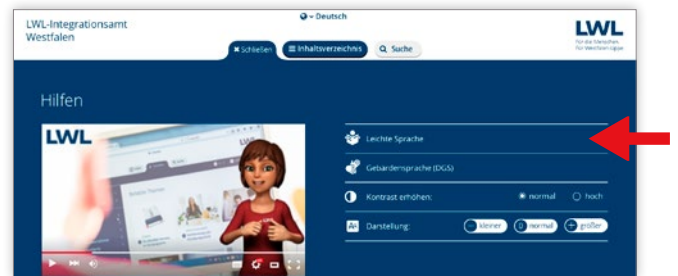 LWL-Integrationsamt
Westfalen
Deutsch
Schließen
Inhaltsverzeichnis
Suche
LWL
Für die Menschen.
Für Westfalen-Lippe.
Hilfen
LWL
Leichte Sprache
Gebärdensprache (DGS)
Kontrast erhöhen:
normal
hoch
Darstellung:
kleiner
normal
größer